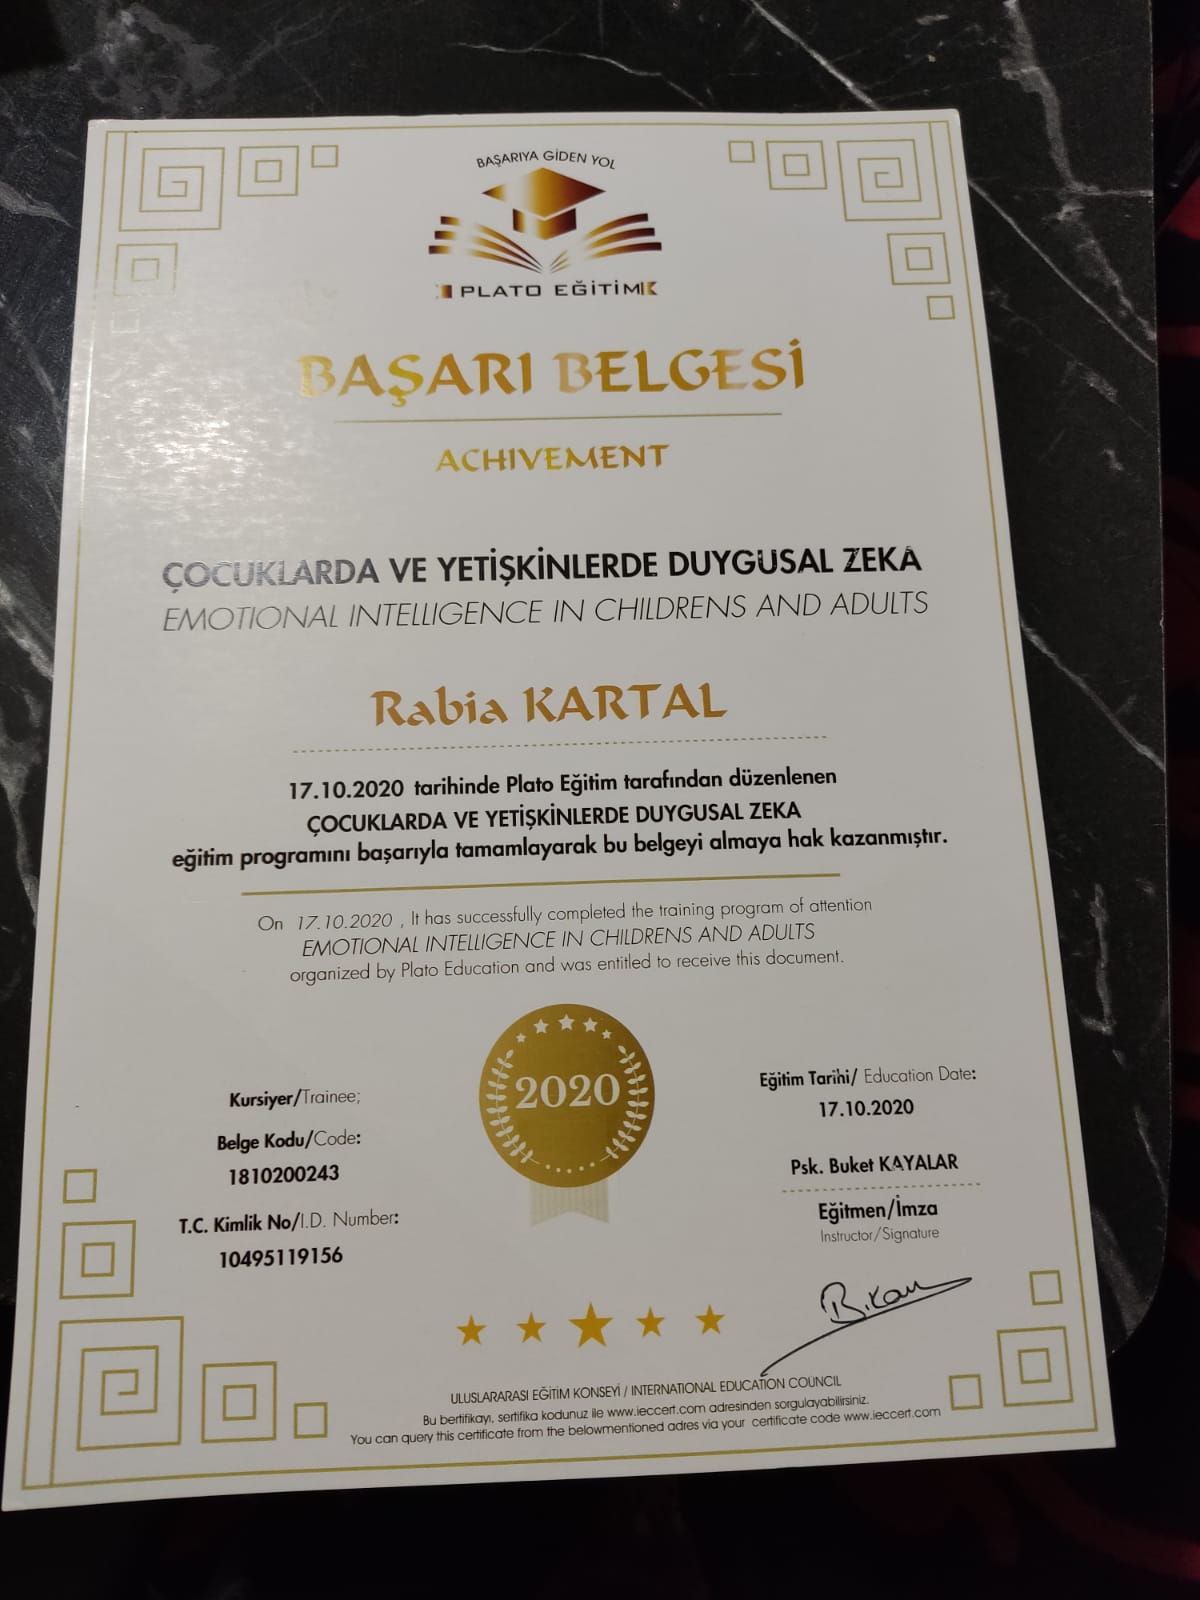 BAŞARIYA GİDEN YOL
PLATO EĞİTİM
BAŞARI BELGESİ
ACHIVEMENT
ÇOCUKLARDA VE YETİŞKİNLERDE DUYGUSAL ZEKA
EMOTIONAL INTELLIGENCE IN CHILDRENS AND ADULTS
Rabia KARTAL
17.10.2020 tarihinde Plato Eğitim tarafından düzenlenen
ÇOCUKLARDA VE YETİŞKİNLERDE DUYGUSAL ZEKA
eğitim programını başarıyla tamamlayarak bu belgeyi almaya hak kazanmıştır.
On 17.10.2020 , It has successfully completed the training program of attention
EMOTIONAL INTELLIGENCE IN CHILDRENS AND ADULTS
organized by Plato Education and was entitled to receive this document.
2020
Kursiyer/Trainee;
Belge Kodu/Code:
1810200243
T.C. Kimlik No/I.D. Number:
10495119156
Eğitim Tarihi/ Education Date:
17.10.2020
Psk. Buket KAYALAR
Eğitmen/İmza
Instructor/Signature
ULUSLARARASI EĞİTİM KONSEYİ / INTERNATIONAL EDUCATION COUNCIL
Bu bertifikayı, sertifika kodunuz ile www.ieccert.com adresinden sorgulayabilirsiniz.
You can query this certificate from the belowmentioned adres via your certificate code www.ieccert.com